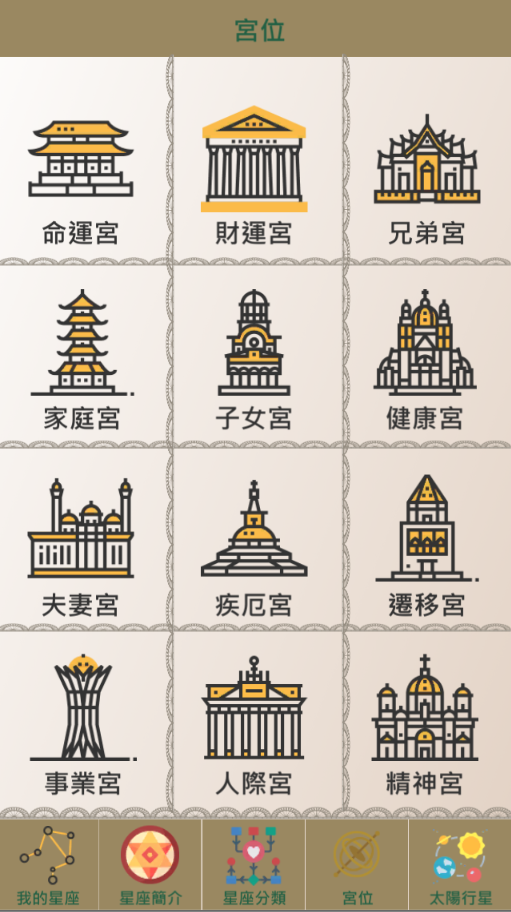 宮位
命運宮
財運宮
兄弟宮
家庭宮
子女宮
健康宮
夫妻宮
疾厄宮
遷移宮
事業宮
人際宮
精神宮
我的星座
星座簡介
星座分類
宮位
太陽行星